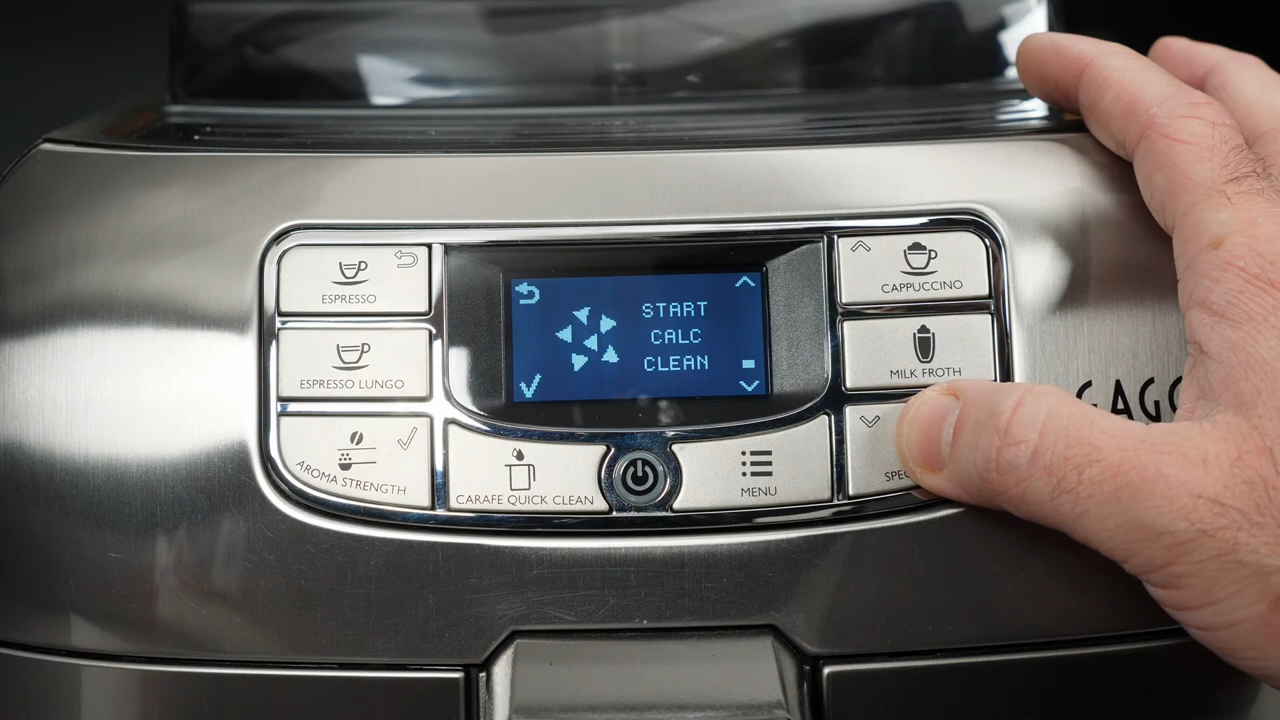 ESPRESSO
ESPRESSO LUNGO
AROMA STRENGTH
START
CALC
CLEAN
CARAFE QUICK CLEAN
MENU
CAPPUCCINO
MILK FROTH